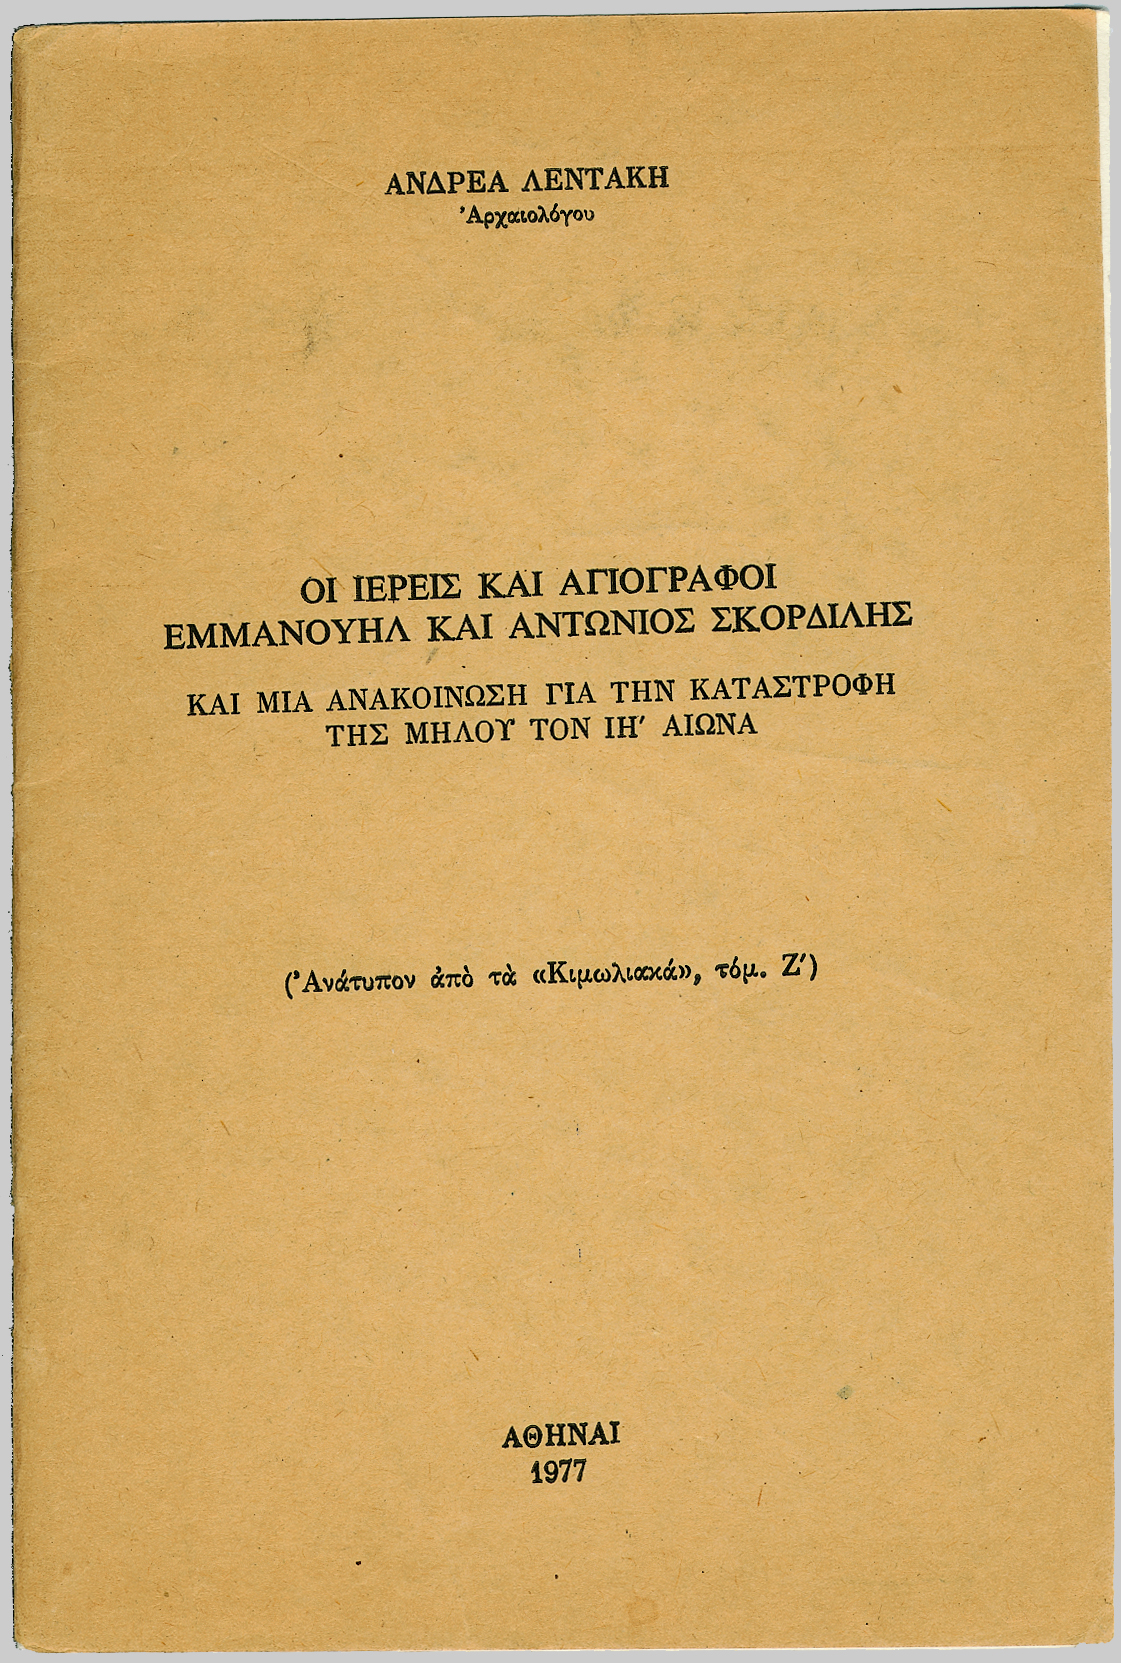 ΑΝΔΡΕΑ ΛΕΝΤΑΚΗ
Ἀρχαιολόγου
ΟΙ ΙΕΡΕΙΣ ΚΑΙ ΑΓΙΟΓΡΑΦΟΙ
ΕΜΜΑΝΟΥΗΛ ΚΑΙ ΑΝΤΩΝΙΟΣ ΣΚΟΡΔΙΛΗΣ
ΚΑΙ ΜΙΑ ΑΝΑΚΟΙΝΩΣΗ ΓΙΑ ΤΗΝ ΚΑΤΑΣΤΡΟΦΗ
ΤΗΣ ΜΗΛΟΥ ΤΟΝ ΙΗ′ ΑΙΩΝΑ
(Ἀνάτυπον ἀπὸ τὰ «Κιμωλιακά», τόμ. Ζ′)
ΑΘΗΝΑΙ
1977